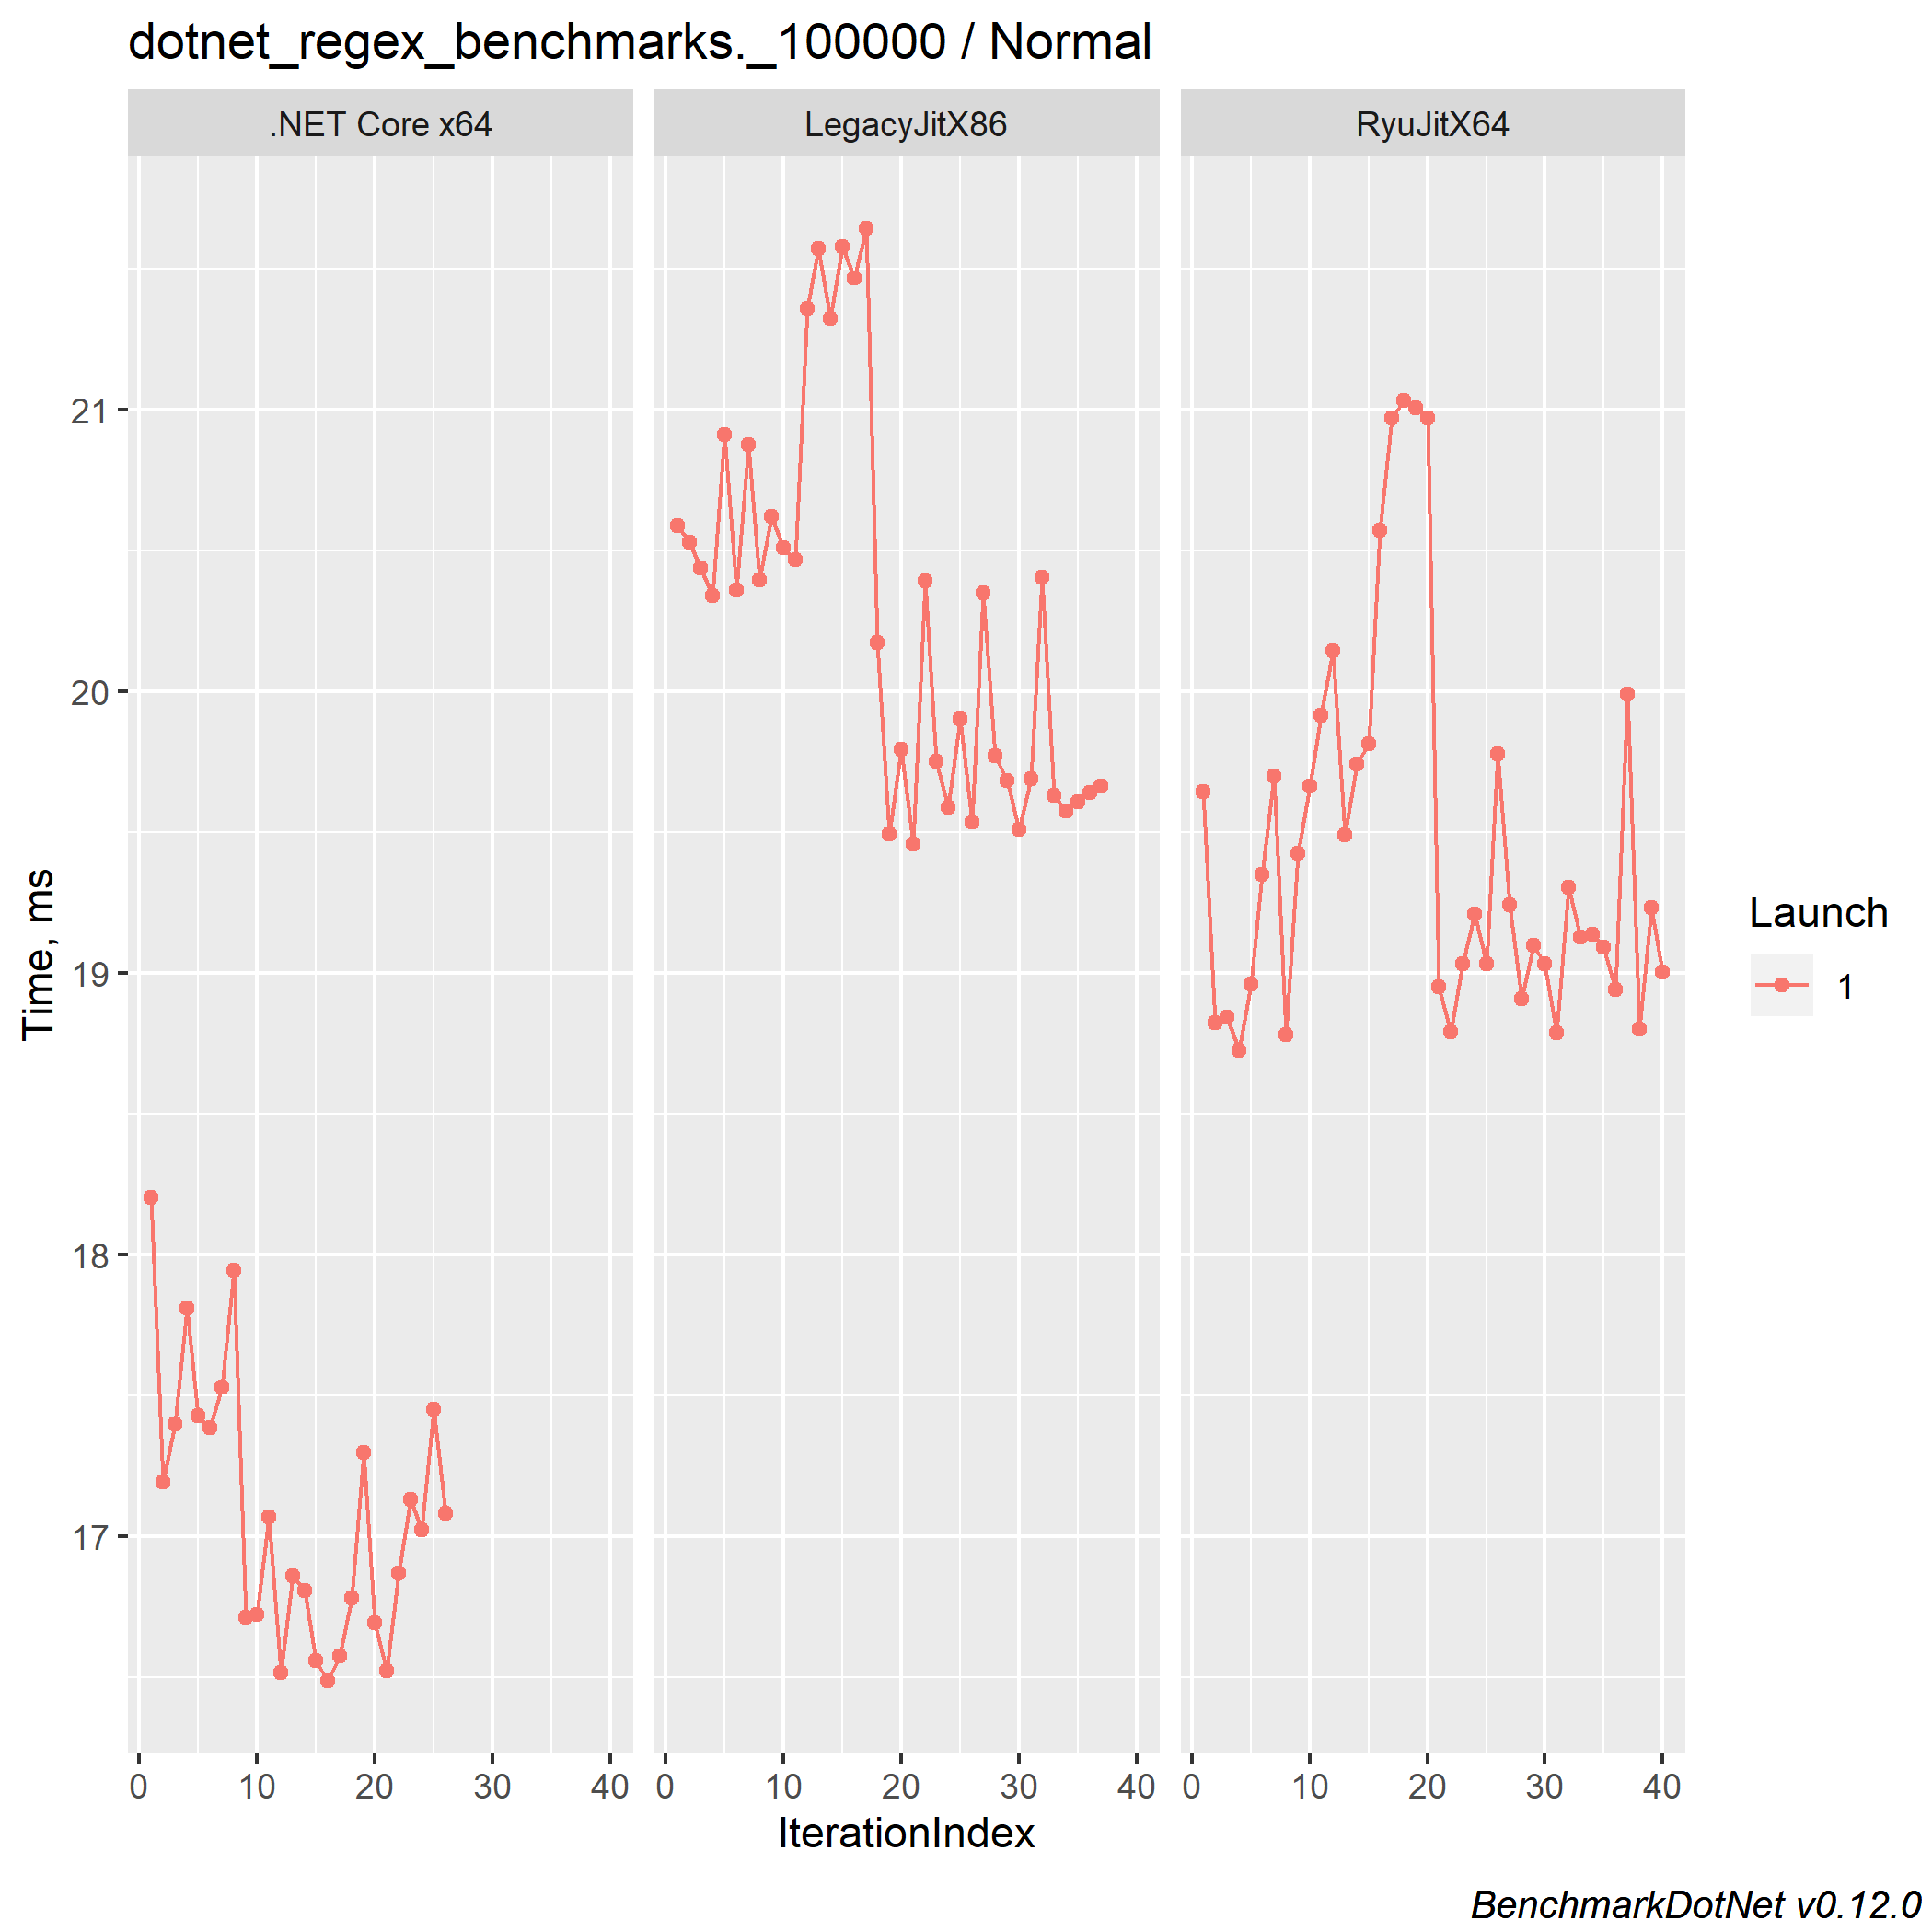 dotnet_regex_benchmarks._100000 / Normal
.NET Core x64 LegacyJitX86 RyuJitX64
21
20
19
18
17
Time, ms
0 10 20 30 40 0 10 20 30 40 0 10 20 30 40
IterationIndex
Launch
1
BenchmarkDotNet v0.12.0